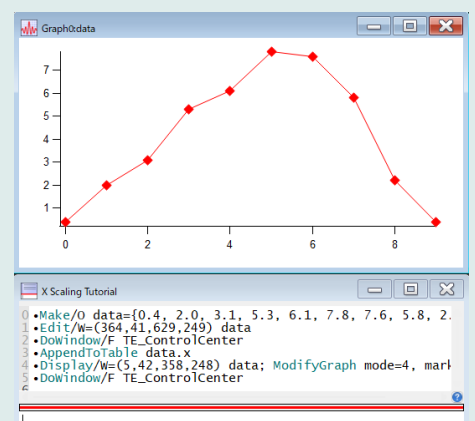 Graph0:data
7
6
5
4
3
2
1
0 2 4 6 8
X Scaling Tutorial
0 •Make/O data={0.4, 2.0, 3.1, 5.3, 6.1, 7.8, 7.6, 5.8, 2.
1 •Edit/W=(364,41,629,249) data
2 •DoWindow/F TE_ControlCenter
3 •AppendToTable data.x
4 •Display/W=(5,42,358,248) data; ModifyGraph mode=4, mark
5 •DoWindow/F TE_ControlCenter
6